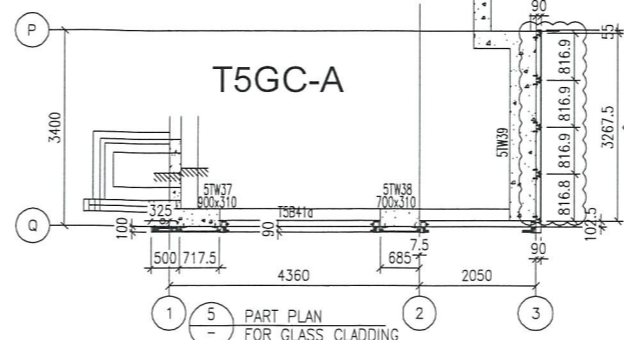 90
P
55
T5GC-A
816.9
816.9
816.9
816.8
3400
3267.5
5TW39
5TW37
900x310
5TW38
700x310
T5B41a
325
Q
100
90
102.5
7.5
90
500
717.5
685
4360
2050
1
2
3
5
PART PLAN
-
FOR GLASS CLADDING